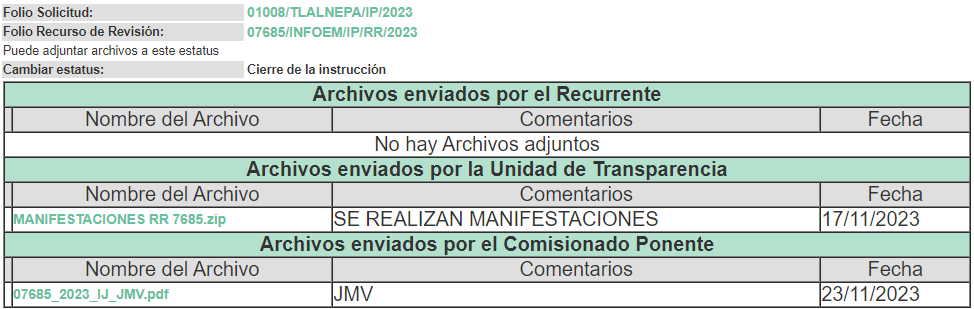 Folio Solicitud: 01008/TLALNEPA/IP/2023
Folio Recurso de Revisión: 07685/INFOEM/IP/RR/2023
Puede adjuntar archivos a este estatus
Cambiar estatus: Cierre de la instrucción
Archivos enviados por el Recurrente
Nombre del Archivo Comentarios Fecha
No hay Archivos adjuntos
Archivos enviados por la Unidad de Transparencia
Nombre del Archivo Comentarios Fecha
MANIFESTACIONES RR 7685.zip SE REALIZAN MANIFESTACIONES 17/11/2023
Archivos enviados por el Comisionado Ponente
Nombre del Archivo Comentarios Fecha
07685_2023_IJ_JMV.pdf JMV 23/11/2023